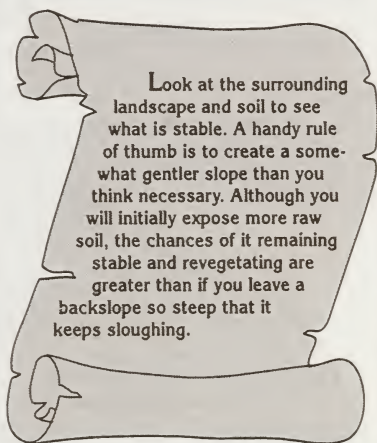 Look at the surrounding
landscape and soil to see
what is stable. A handy rule
of thumb is to create a some-
what gentler slope than you
think necessary. Although you
will initially expose more raw
soil, the chances of it remaining
stable and revegetating are
greater than if you leave a
backslope so steep that it
keeps sloughing.